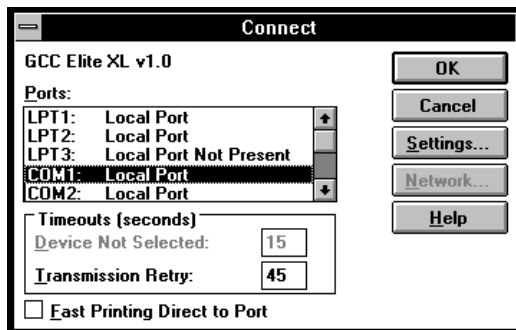 Connect
GCC Elite XL v1.0
Ports:
LPT1: Local Port
LPT2: Local Port
LPT3: Local Port Not Present
COM1: Local Port
COM2: Local Port
Timeouts (seconds)
Device Not Selected: 15
Transmission Retry: 45
Fast Printing Direct to Port
OK
Cancel
Settings...
Network...
Help